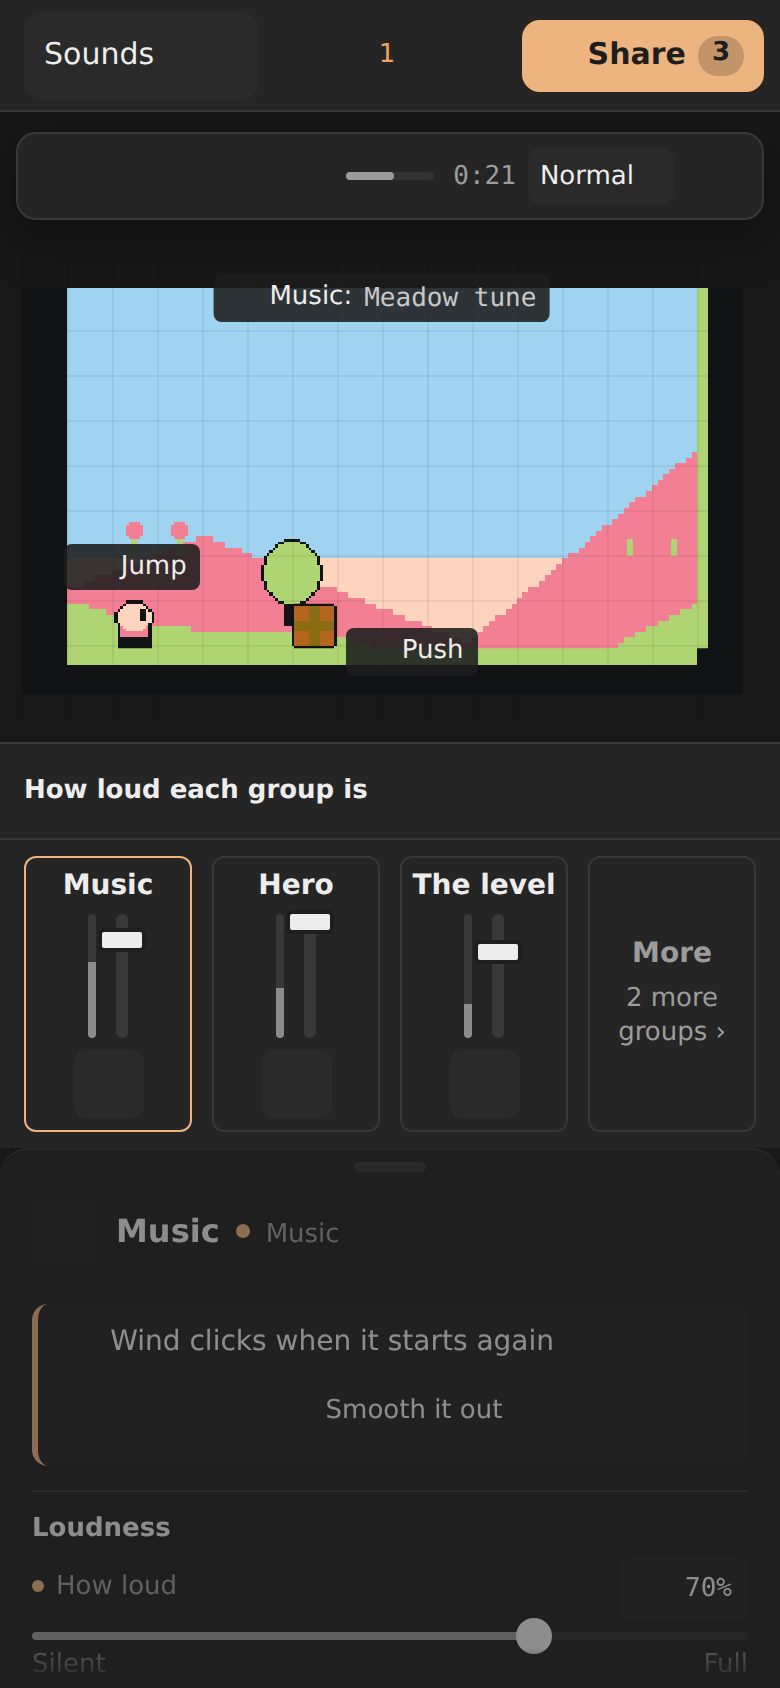 Sounds
1
Share 3
0:21 Normal
Music: Meadow tune
Jump
Push
How loud each group is
Music
Hero
The level
More
2 more
groups ›
Music • Music
Wind clicks when it starts again
Smooth it out
Loudness
How loud
70%
Silent
Full